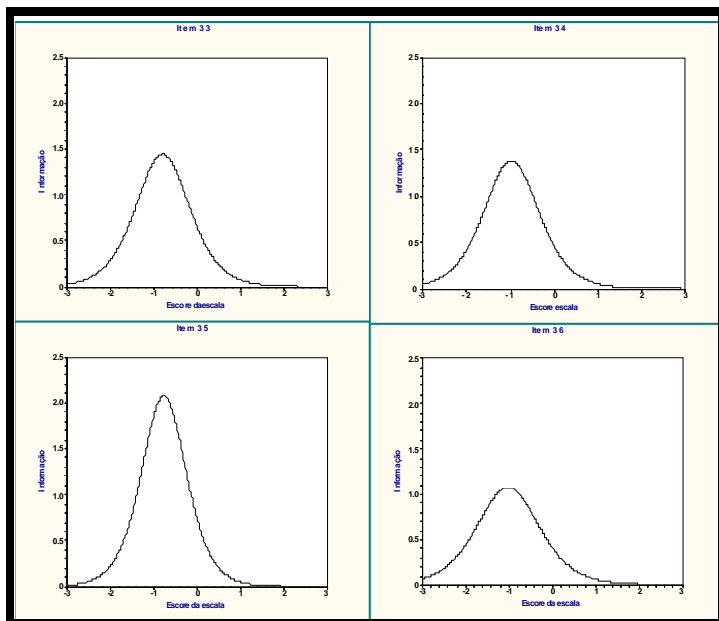 Item 33
2.5
2.0
1.5
1.0
0.5
0
-3 -2 -1 0 1 2 3
Informação
Escore da escala
Item 34
2.5
2.0
1.5
1.0
0.5
0
-3 -2 -1 0 1 2 3
Informação
Escore escala
Item 35
2.5
2.0
1.5
1.0
0.5
0
-3 -2 -1 0 1 2 3
Informação
Escore da escala
Item 36
2.5
2.0
1.5
1.0
0.5
0
-3 -2 -1 0 1 2 3
Informação
Escore da escala